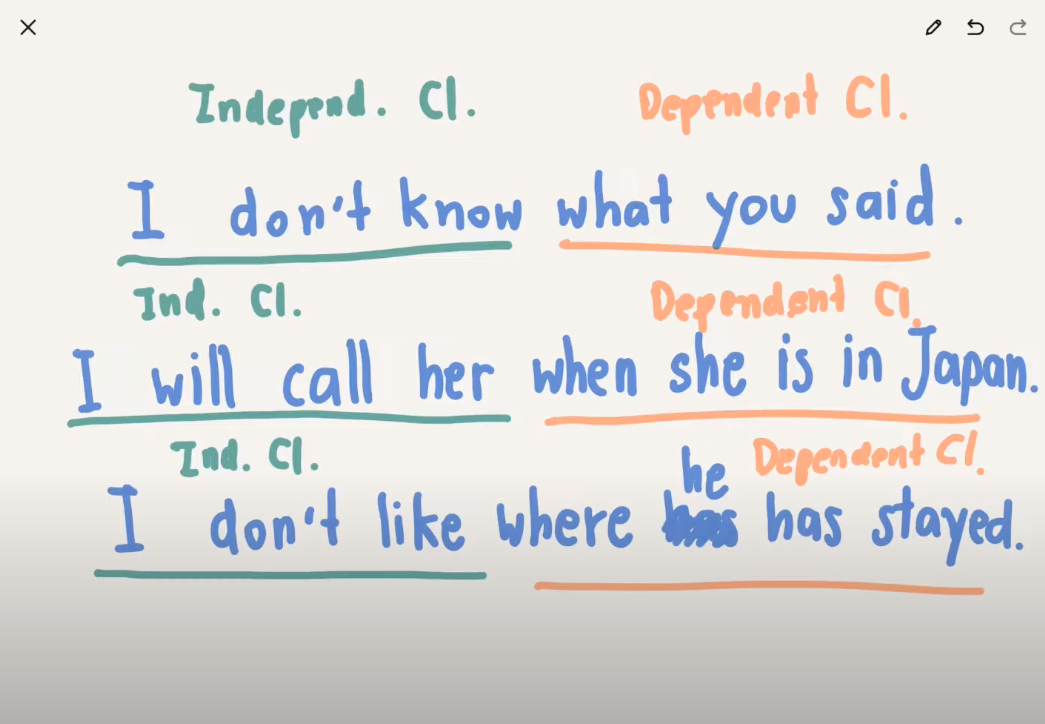 Independ. Cl. Dependent Cl.
I don't know what you said.
Ind. Cl. Dependent Cl.
I will call her when she is in Japan.
Ind. Cl. Dependent Cl.
he
I don't like where has stayed.